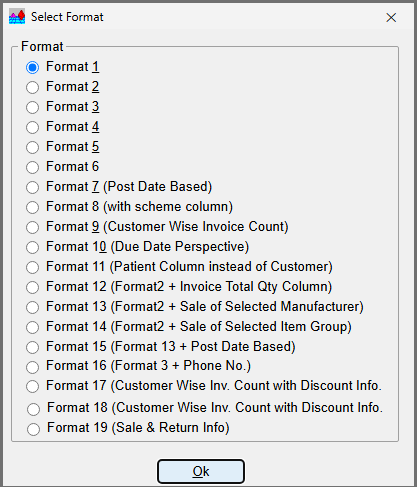 Select Format
Format
Format 1
Format 2
Format 3
Format 4
Format 5
Format 6
Format 7 (Post Date Based)
Format 8 (with scheme column)
Format 9 (Customer Wise Invoice Count)
Format 10 (Due Date Perspective)
Format 11 (Patient Column instead of Customer)
Format 12 (Format2 + Invoice Total Qty Column)
Format 13 (Format2 + Sale of Selected Manufacturer)
Format 14 (Format2 + Sale of Selected Item Group)
Format 15 (Format 13 + Post Date Based)
Format 16 (Format 3 + Phone No.)
Format 17 (Customer Wise Inv. Count with Discount Info.
Format 18 (Customer Wise Inv. Count with Discount Info.
Format 19 (Sale & Return Info)
Ok